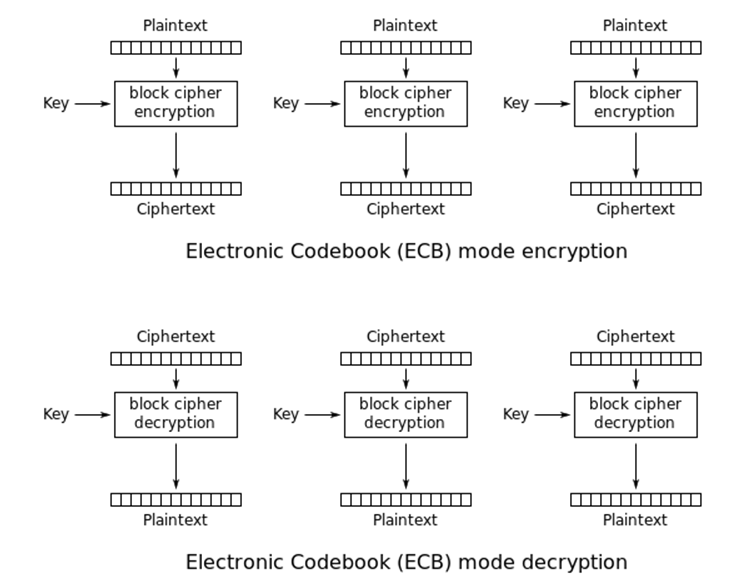 Plaintext Plaintext Plaintext
Key block cipher encryption Key block cipher encryption Key block cipher encryption
Ciphertext Ciphertext Ciphertext
Electronic Codebook (ECB) mode encryption
Ciphertext Ciphertext Ciphertext
Key block cipher decryption Key block cipher decryption Key block cipher decryption
Plaintext Plaintext Plaintext
Electronic Codebook (ECB) mode decryption